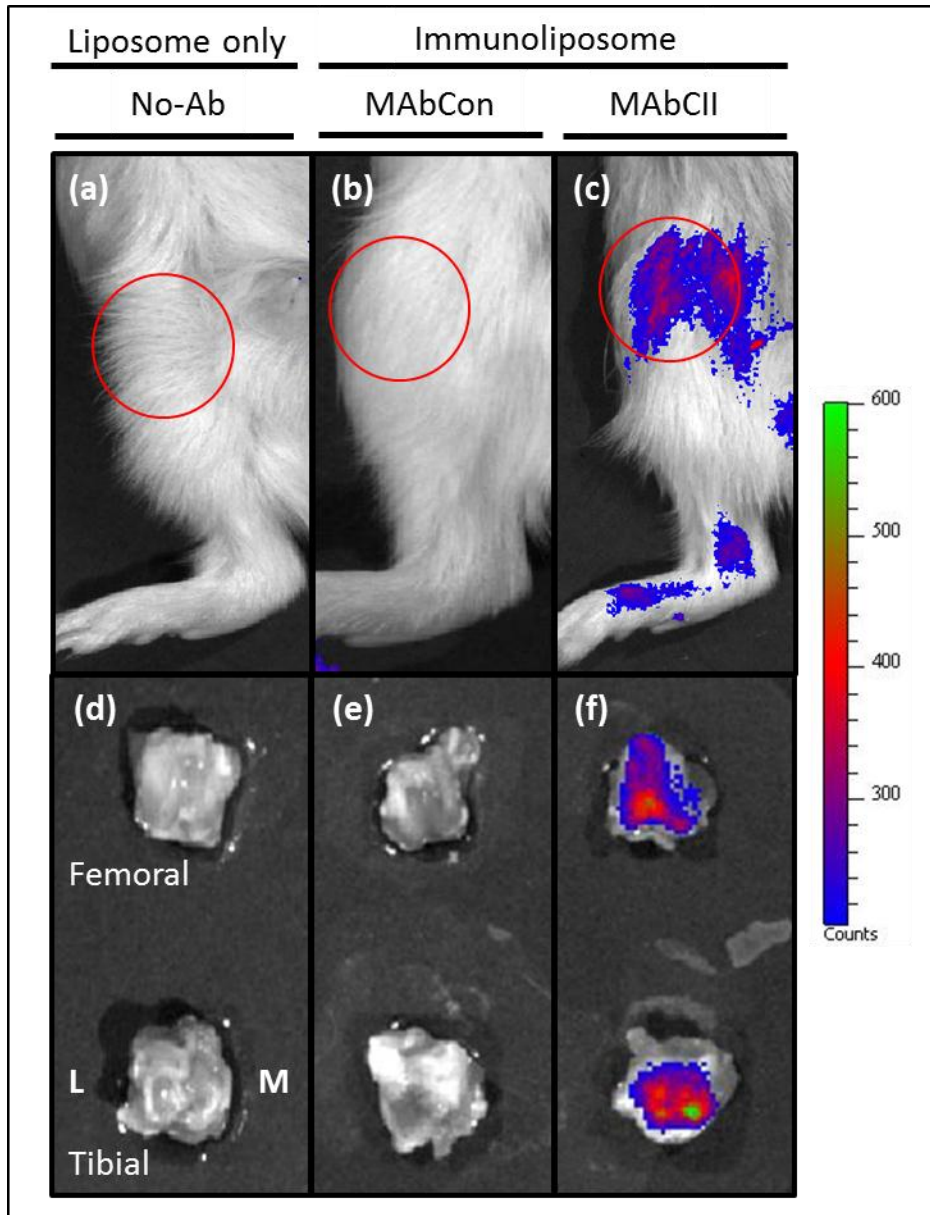 Liposome only Immunoliposome
No-Ab MAbCon MAbCII
(a) (b) (c)
600
500
400
300
Counts
(d) (e) (f)
Femoral
L M
Tibial